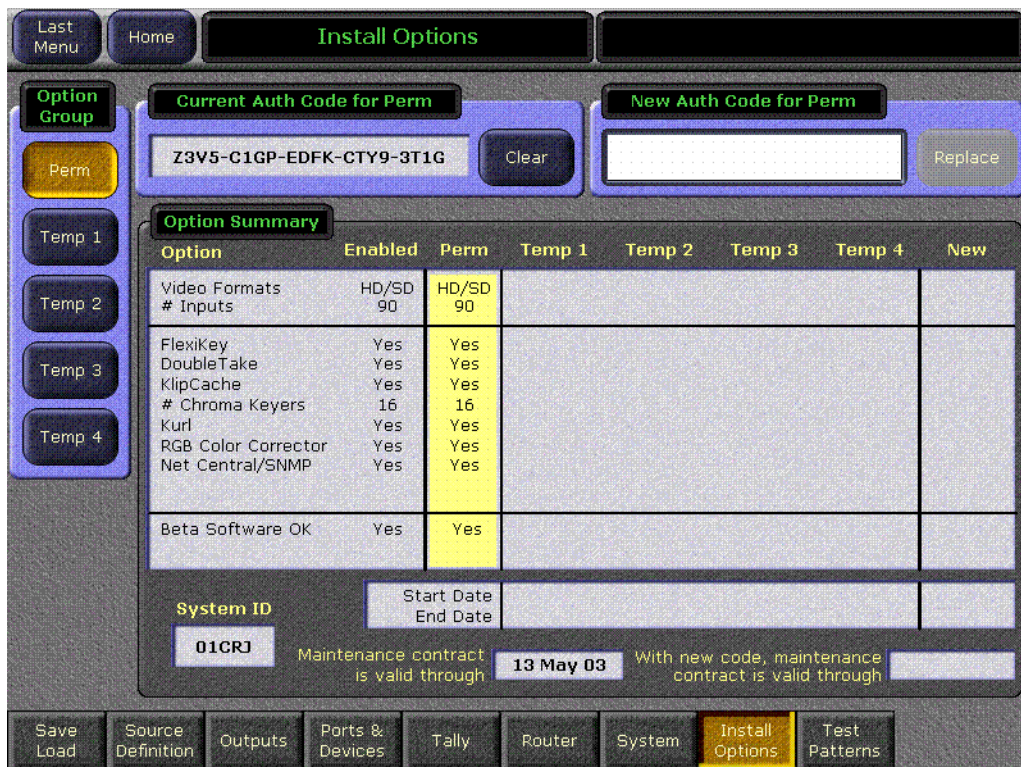 Last Menu
Home
Install Options
Option Group
Perm
Temp 1
Temp 2
Temp 3
Temp 4
Current Auth Code for Perm
Z3V5-C1GP-EDFK-CTY9-3T1G
Clear
New Auth Code for Perm
Replace
Option Summary
Option Enabled Perm Temp 1 Temp 2 Temp 3 Temp 4 New
Video Formats HD/SD HD/SD
# Inputs 90 90
FlexiKey Yes Yes
DoubleTake Yes Yes
KlipCache Yes Yes
# Chroma Keyers 16 16
Kurl Yes Yes
RGB Color Corrector Yes Yes
Net Central/SNMP Yes Yes
Beta Software OK Yes Yes
Start Date
End Date
System ID
01CRJ
Maintenance contract
is valid through
13 May 03
With new code, maintenance
contract is valid through
Save Load
Source Definition
Outputs
Ports & Devices
Tally
Router
System
Install Options
Test Patterns